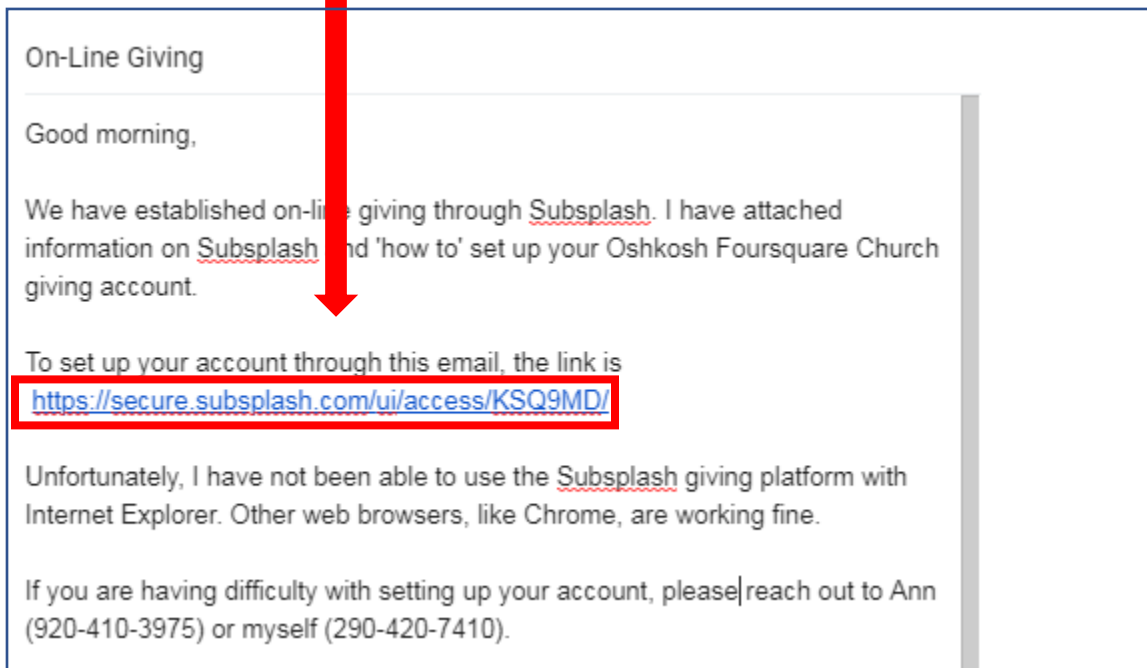 On-Line Giving
Good morning,
We have established on-line giving through Subsplash. I have attached
information on Subsplash and 'how to' set up your Oshkosh Foursquare Church
giving account.
To set up your account through this email, the link is
https://secure.subsplash.com/ui/access/KSQ9MD/
Unfortunately, I have not been able to use the Subsplash giving platform with
Internet Explorer. Other web browsers, like Chrome, are working fine.
If you are having difficulty with setting up your account, please reach out to Ann
(920-410-3975) or myself (290-420-7410).